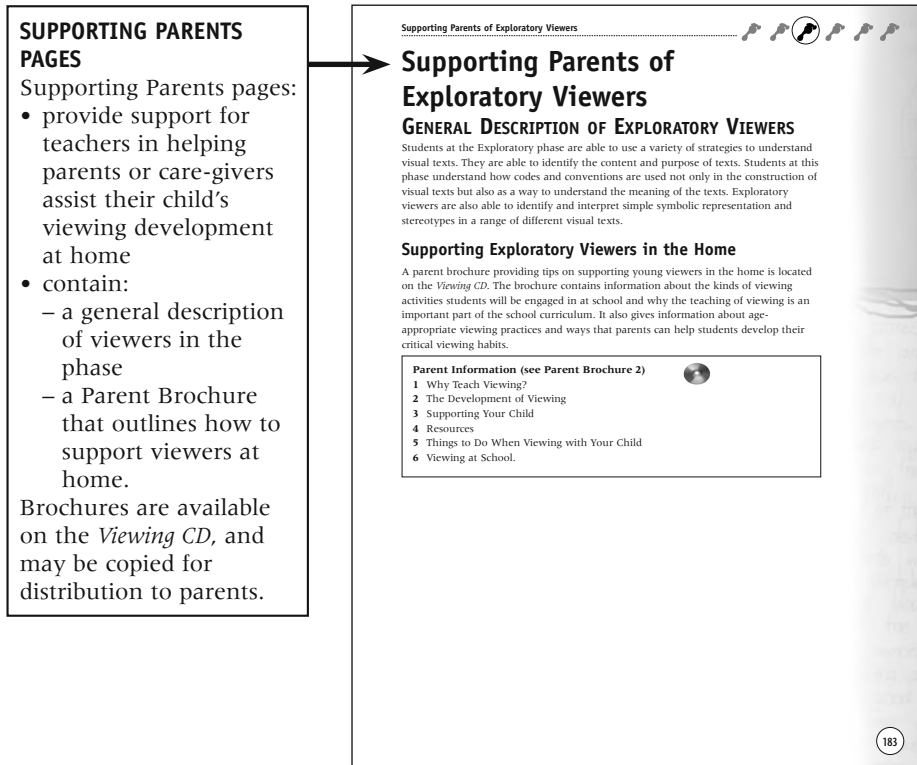 SUPPORTING PARENTS
PAGES
Supporting Parents pages:
• provide support for
teachers in helping
parents or care-givers
assist their child's
viewing development
at home
• contain:
– a general description
of viewers in the
phase
– a Parent Brochure
that outlines how to
support viewers at
home.
Brochures are available
on the Viewing CD, and
may be copied for
distribution to parents.
Supporting Parents of Exploratory Viewers
Supporting Parents of
Exploratory Viewers
GENERAL DESCRIPTION OF EXPLORATORY VIEWERS
Students at the Exploratory phase are able to use a variety of strategies to understand
visual texts. They are able to identify the content and purpose of texts. Students at this
phase understand how codes and conventions are used not only in the construction of
visual texts but also as a way to understand the meaning of the texts. Exploratory
viewers are also able to identify and interpret simple symbolic representation and
stereotypes in a range of different visual texts.
Supporting Exploratory Viewers in the Home
A parent brochure providing tips on supporting young viewers in the home is located
on the Viewing CD. The brochure contains information about the kinds of viewing
activities students will be engaged in at school and why the teaching of viewing is an
important part of the school curriculum. It also gives information about age-
appropriate viewing practices and ways that parents can help students develop their
critical viewing habits.
Parent Information (see Parent Brochure 2)
1 Why Teach Viewing?
2 The Development of Viewing
3 Supporting Your Child
4 Resources
5 Things to Do When Viewing with Your Child
6 Viewing at School.
183